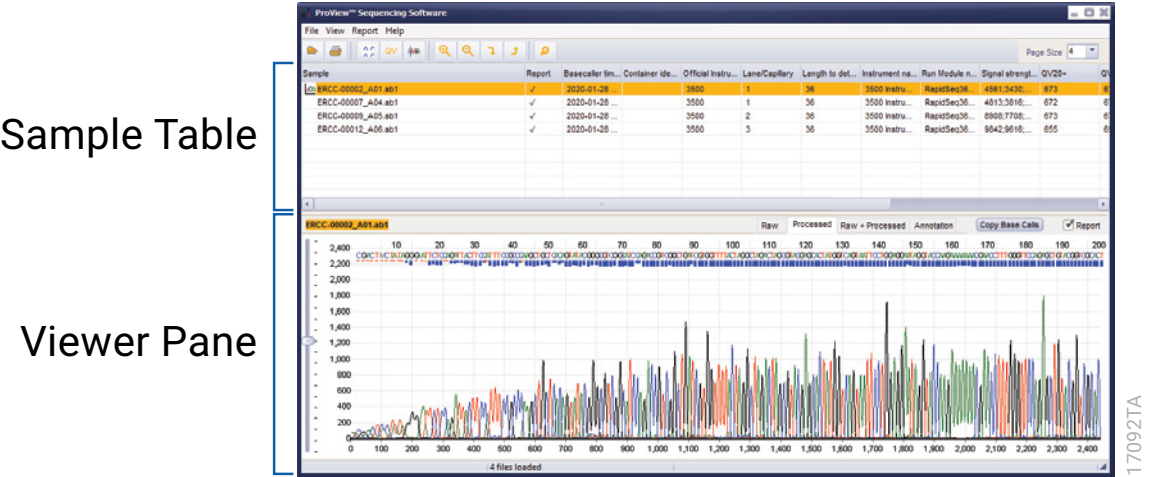 ProView™ Sequencing Software
File View Report Help
QV
Page Size 4
Sample Report Basecaller tim... Container ide... Official Instru... Lane/Capillary Length to det... Instrument na... Run Module n... Signal strengt... QV20+ QV
ERCC-00002_A01.ab1 ✓ 2020-01-28 ... 3500 1 36 3500 Instru... RapidSeq36... 4561;3430;... 673
ERCC-00007_A04.ab1 ✓ 2020-01-28 ... 3500 1 36 3500 Instru... RapidSeq36... 4813;3816;... 672
ERCC-00009_A05.ab1 ✓ 2020-01-28 ... 3500 2 36 3500 Instru... RapidSeq36... 8908;7708;... 673
ERCC-00012_A06.ab1 ✓ 2020-01-28 ... 3500 3 36 3500 Instru... RapidSeq36... 9842;9616;... 655
Sample Table
ERCC-00002_A01.ab1 Raw Processed Raw + Processed Annotation Copy Base Calls Report
10 20 30 40 50 60 70 80 90 100 110 120 130 140 150 160 170 180 190 200
2,400
2,200
2,000
1,800
1,600
1,400
1,200
1,000
800
600
400
200
0
Viewer Pane
0 100 200 300 400 500 600 700 800 900 1,000 1,100 1,200 1,300 1,400 1,500 1,600 1,700 1,800 1,900 2,000 2,100 2,200 2,300 2,400
4 files loaded
17092TA